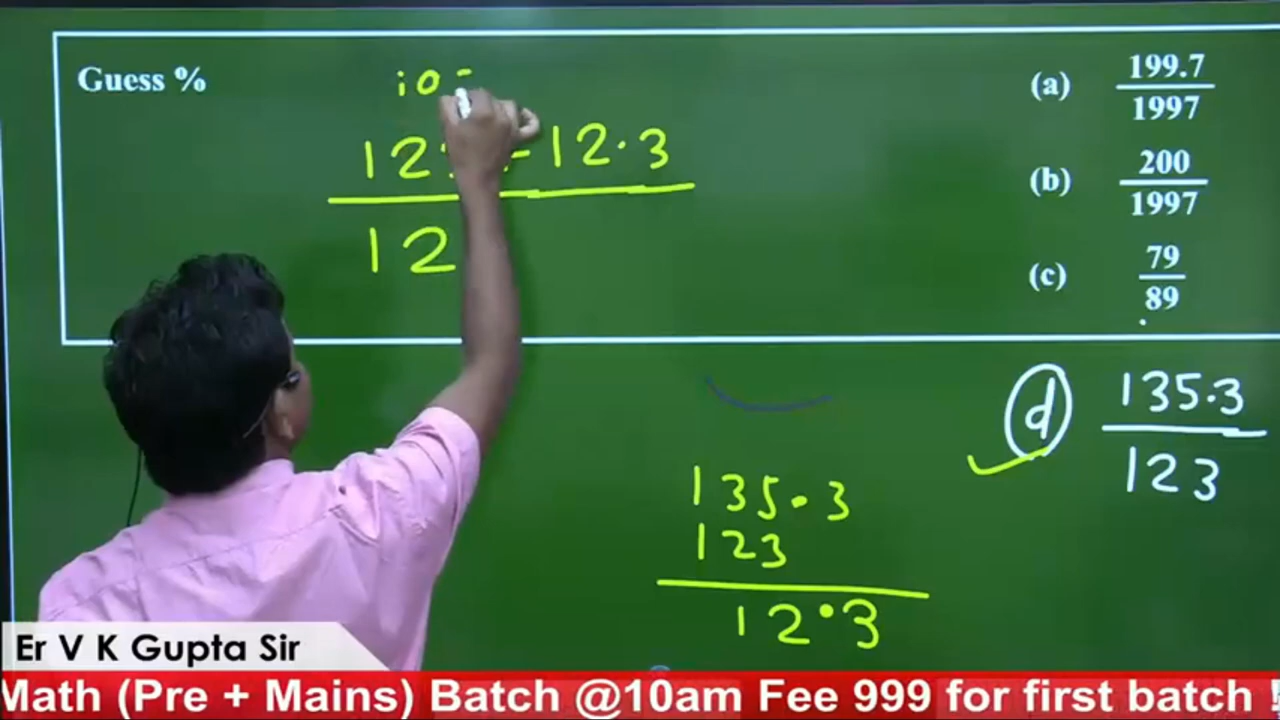 Guess %
10
12 - 12.3
12
(a) 199.7
1997
(b) 200
1997
(c) 79
89
d 135.3
123
135.3
123
12.3
Er V K Gupta Sir
Math (Pre + Mains) Batch @10am Fee 999 for first batch !